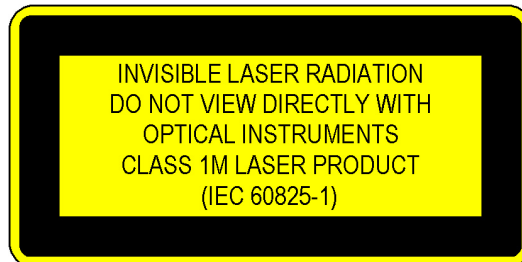 INVISIBLE LASER RADIATION
DO NOT VIEW DIRECTLY WITH
OPTICAL INSTRUMENTS
CLASS 1M LASER PRODUCT
(IEC 60825-1)